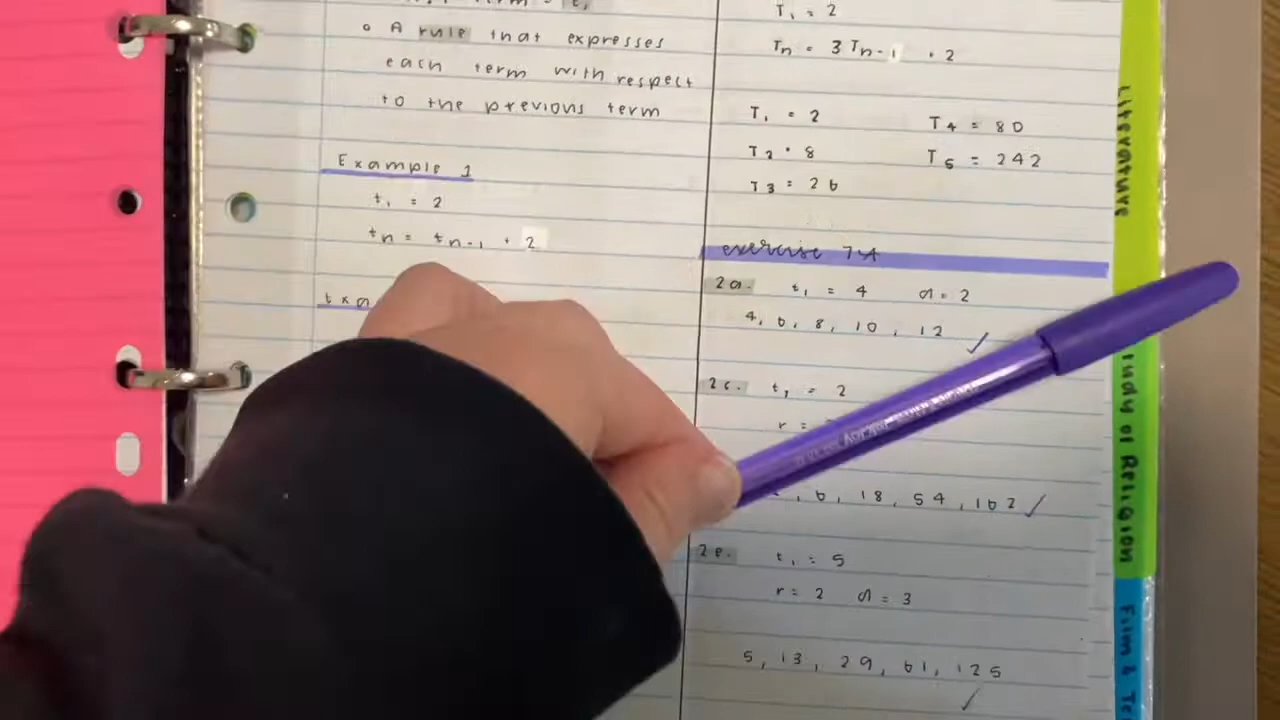 A rule that expresses
each term with respect
to the previous term
Example 1
t₁ = 2
tn = tn-1 + 2
T₁ = 2
Tn = 3Tn-1 + 2
T₁ = 2
T₂ = 8
T₃ = 26
T₄ = 80
T₅ = 242
exercise 7A
2a. t₁ = 4 d = 2
4, 6, 8, 10, 12 ✓
2c. t₁ = 2
r =
6, 18, 54, 162 ✓
2e. t₁ = 5
r = 2 d = 3
5, 13, 29, 61, 125 ✓
Literature
Study of Religion
Film &